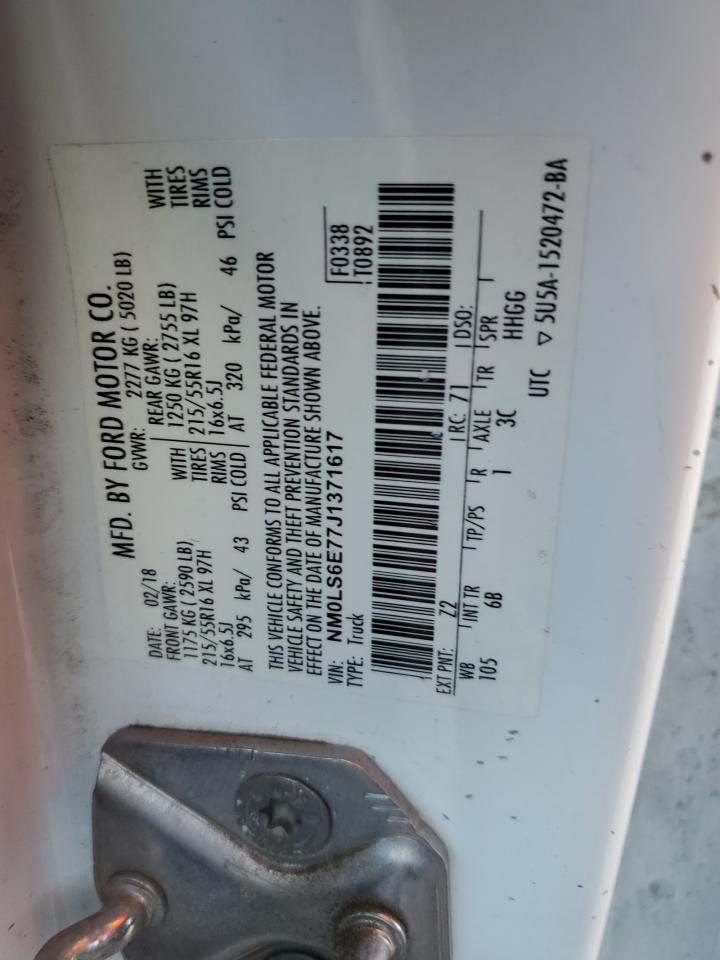 MFD. BY FORD MOTOR CO.
DATE: 02/18 GVWR: 2277 KG ( 5020 LB)
FRONT GAWR: REAR GAWR:
1175 KG (2590 LB) WITH 1250 KG ( 2755 LB) WITH
215/55R16 XL 97H TIRES 215/55R16 XL 97H TIRES
16x6.5J RIMS 16x6.5J RIMS
AT 295 kPa/ 43 PSI COLD AT 320 kPa/ 46 PSI COLD
THIS VEHICLE CONFORMS TO ALL APPLICABLE FEDERAL MOTOR
VEHICLE SAFETY AND THEFT PREVENTION STANDARDS IN
EFFECT ON THE DATE OF MANUFACTURE SHOWN ABOVE.
VIN: NM0LS6E77J1371617 F0338
TYPE: Truck T0892
EXT PNT: Z2 RC: 71 DSO:
WB INT TR TP/PS R AXLE TR SPR
105 6B 1 3C HHGG
UTC ▽ 5U5A-1520472-BA